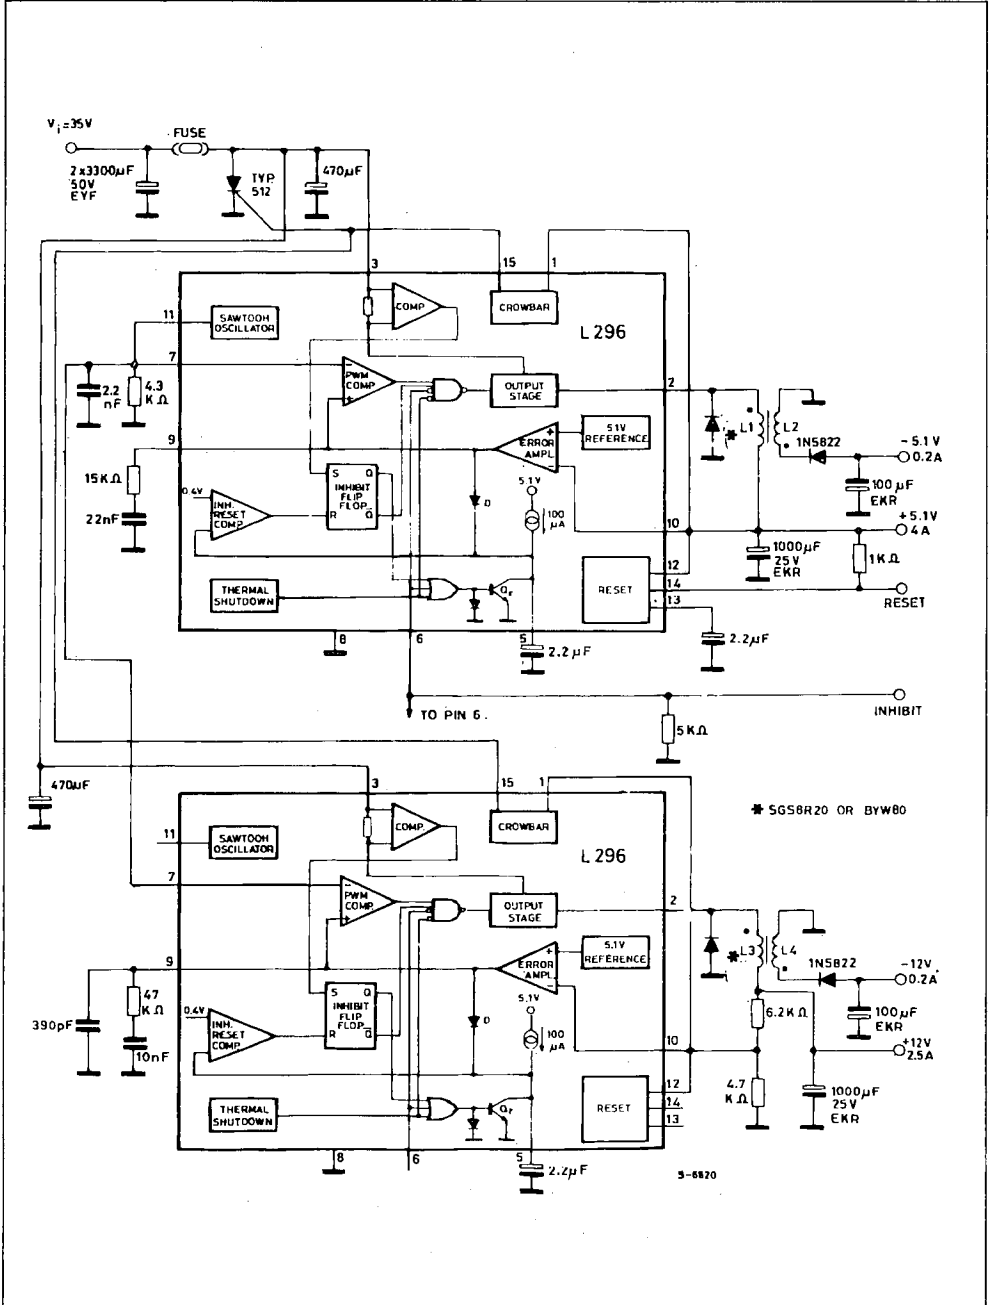 Vi=35V
FUSE
2x3300µF
50V
EYF
TYP.
512
470µF
3
15
1
11
SAWTOOH
OSCILLATOR
COMP
CROWBAR
L296
7
2.2
nF
4.3
KΩ
PWM
COMP
OUTPUT
STAGE
2
L1
L2
1N5822
-5.1V
0.2A
100µF
EKR
9
15KΩ
22nF
ERROR
AMPL
5.1V
REFERENCE
0.4V
INH.
RESET
COMP
S Q
INHIBIT
FLIP
FLOP
R Q
D
5.1V
100
µA
10
+5.1V
4A
1000µF
25V
EKR
1KΩ
THERMAL
SHUTDOWN
Qr
RESET
12
14
13
RESET
8
6
5
2.2µF
2.2µF
TO PIN 6.
5KΩ
INHIBIT
470µF
3
15
1
* SGS8R20 OR BYW80
11
SAWTOOH
OSCILLATOR
COMP.
CROWBAR
L296
7
PWM
COMP.
OUTPUT
STAGE
2
L3
L4
1N5822
-12V
0.2A
100µF
EKR
9
390pF
47
KΩ
10nF
ERROR
AMPL
5.1V
REFERENCE
0.4V
INH.
RESET
COMP
S Q
INHIBIT
FLIP
FLOP
R Q
D
5.1V
100
µA
6.2KΩ
10
+12V
2.5A
4.7
KΩ
1000µF
25V
EKR
THERMAL
SHUTDOWN
Qr
RESET
12
14
13
8
6
5
2.2µF
S-6820